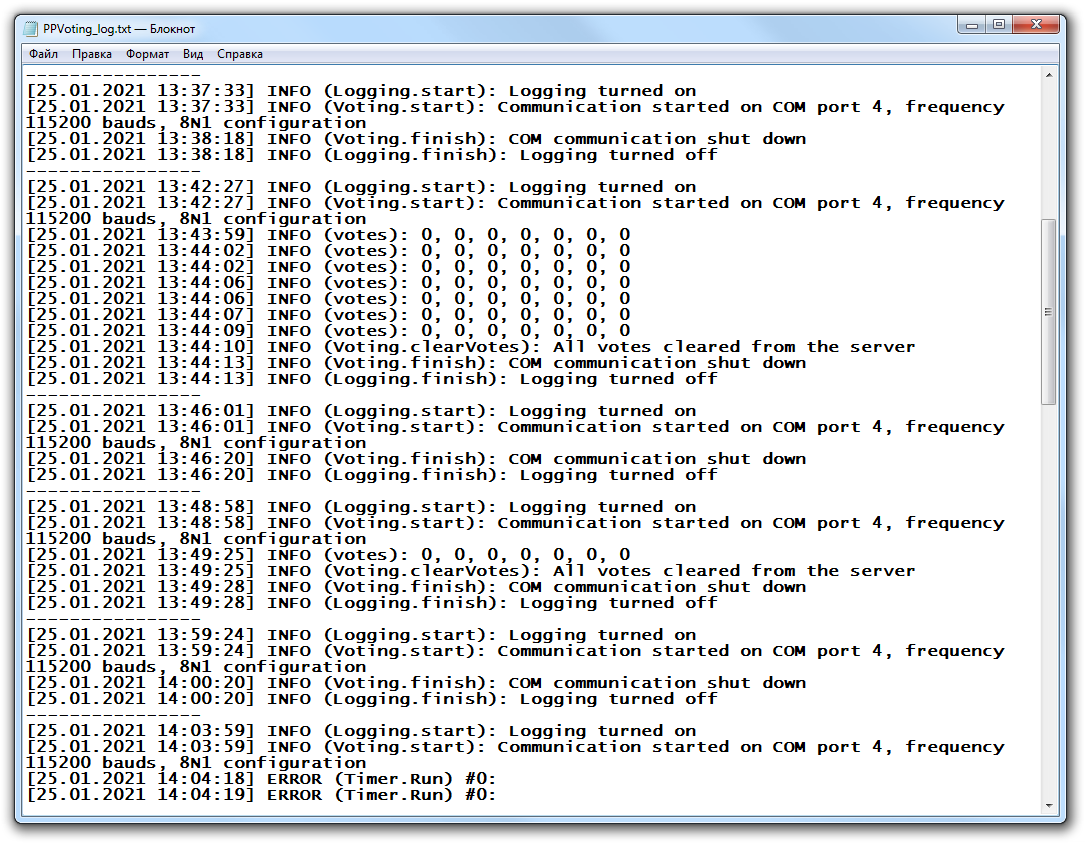 PPVoting_log.txt — Блокнот
Файл Правка Формат Вид Справка
----------------
[25.01.2021 13:37:33] INFO (Logging.start): Logging turned on
[25.01.2021 13:37:33] INFO (Voting.start): Communication started on COM port 4, frequency
115200 bauds, 8N1 configuration
[25.01.2021 13:38:18] INFO (Voting.finish): COM communication shut down
[25.01.2021 13:38:18] INFO (Logging.finish): Logging turned off
----------------
[25.01.2021 13:42:27] INFO (Logging.start): Logging turned on
[25.01.2021 13:42:27] INFO (Voting.start): Communication started on COM port 4, frequency
115200 bauds, 8N1 configuration
[25.01.2021 13:43:59] INFO (votes): 0, 0, 0, 0, 0, 0, 0
[25.01.2021 13:44:02] INFO (votes): 0, 0, 0, 0, 0, 0, 0
[25.01.2021 13:44:02] INFO (votes): 0, 0, 0, 0, 0, 0, 0
[25.01.2021 13:44:06] INFO (votes): 0, 0, 0, 0, 0, 0, 0
[25.01.2021 13:44:06] INFO (votes): 0, 0, 0, 0, 0, 0, 0
[25.01.2021 13:44:07] INFO (votes): 0, 0, 0, 0, 0, 0, 0
[25.01.2021 13:44:09] INFO (votes): 0, 0, 0, 0, 0, 0, 0
[25.01.2021 13:44:10] INFO (Voting.clearVotes): All votes cleared from the server
[25.01.2021 13:44:13] INFO (Voting.finish): COM communication shut down
[25.01.2021 13:44:13] INFO (Logging.finish): Logging turned off
----------------
[25.01.2021 13:46:01] INFO (Logging.start): Logging turned on
[25.01.2021 13:46:01] INFO (Voting.start): Communication started on COM port 4, frequency
115200 bauds, 8N1 configuration
[25.01.2021 13:46:20] INFO (Voting.finish): COM communication shut down
[25.01.2021 13:46:20] INFO (Logging.finish): Logging turned off
----------------
[25.01.2021 13:48:58] INFO (Logging.start): Logging turned on
[25.01.2021 13:48:58] INFO (Voting.start): Communication started on COM port 4, frequency
115200 bauds, 8N1 configuration
[25.01.2021 13:49:25] INFO (votes): 0, 0, 0, 0, 0, 0, 0
[25.01.2021 13:49:25] INFO (Voting.clearVotes): All votes cleared from the server
[25.01.2021 13:49:28] INFO (Voting.finish): COM communication shut down
[25.01.2021 13:49:28] INFO (Logging.finish): Logging turned off
----------------
[25.01.2021 13:59:24] INFO (Logging.start): Logging turned on
[25.01.2021 13:59:24] INFO (Voting.start): Communication started on COM port 4, frequency
115200 bauds, 8N1 configuration
[25.01.2021 14:00:20] INFO (Voting.finish): COM communication shut down
[25.01.2021 14:00:20] INFO (Logging.finish): Logging turned off
----------------
[25.01.2021 14:03:59] INFO (Logging.start): Logging turned on
[25.01.2021 14:03:59] INFO (Voting.start): Communication started on COM port 4, frequency
115200 bauds, 8N1 configuration
[25.01.2021 14:04:18] ERROR (Timer.Run) #0:
[25.01.2021 14:04:19] ERROR (Timer.Run) #0: